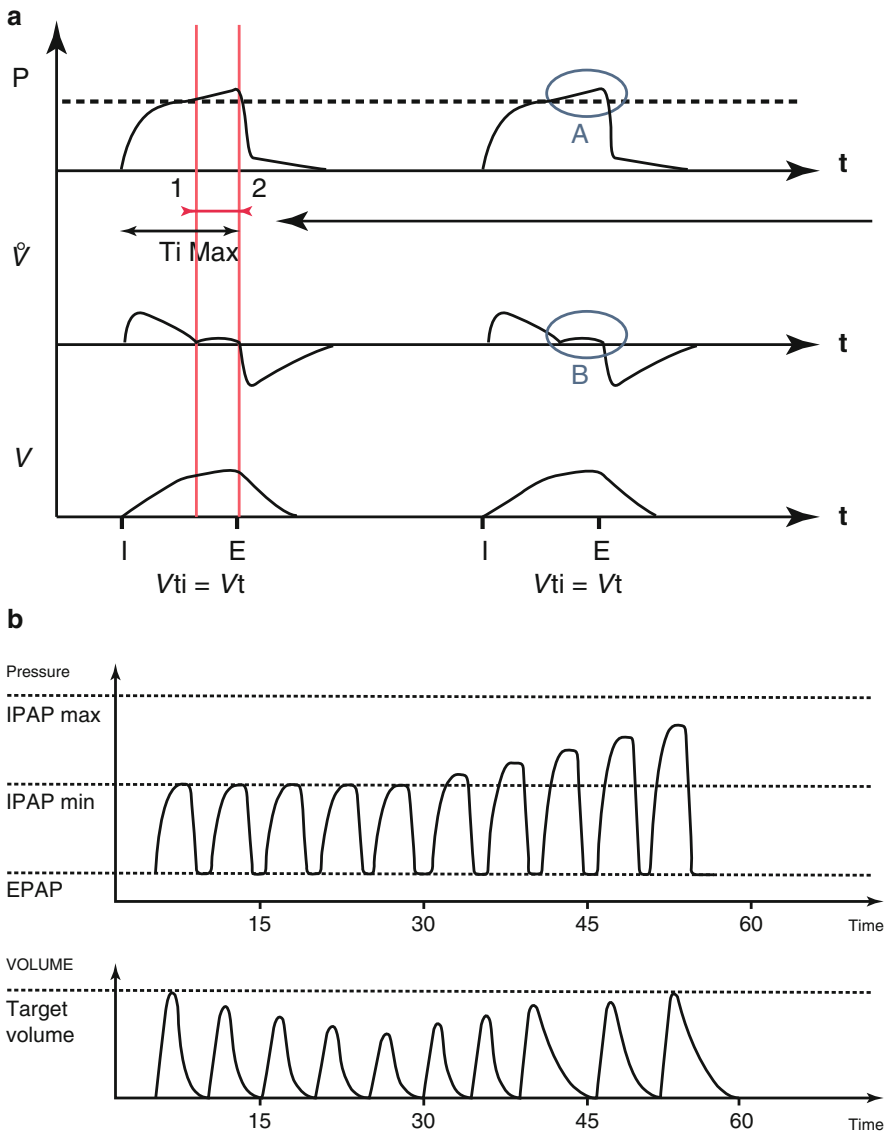 a
P
A
t
1 2
Ti Max
V̊
t
B
V
t
I E I E
Vti = Vt Vti = Vt
b
Pressure
IPAP max
IPAP min
EPAP
15 30 45 60 Time
VOLUME
Target
volume
15 30 45 60 Time